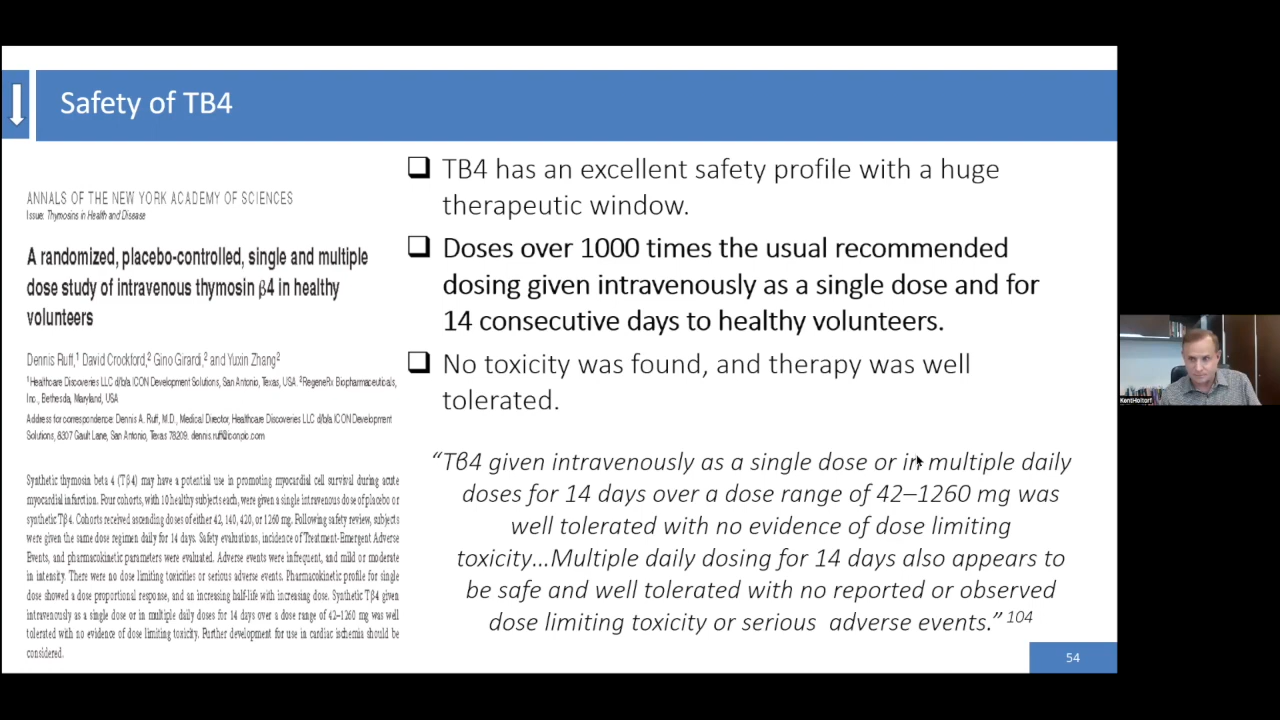 Safety of TB4
ANNALS OF THE NEW YORK ACADEMY OF SCIENCES
Issue: Thymosins in Health and Disease
A randomized, placebo-controlled, single and multiple
dose study of intravenous thymosin β4 in healthy
volunteers
Dennis Ruff,¹ David Crockford,² Gino Girardi,² and Yuxin Zhang²
¹Healthcare Discoveries LLC d/b/a ICON Development Solutions, San Antonio, Texas, USA. ²RegeneRx Biopharmaceuticals,
Inc., Bethesda, Maryland, USA
Address for correspondence: Dennis A. Ruff, M.D., Medical Director, Healthcare Discoveries LLC d/b/a ICON Development
Solutions, 8307 Gault Lane, San Antonio, Texas 78209. dennis.ruff@iconplc.com
Synthetic thymosin beta 4 (Tβ4) may have a potential use in promoting myocardial cell survival during acute
myocardial infarction. Four cohorts, with 10 healthy subjects each, were given a single intravenous dose of placebo or
synthetic Tβ4. Cohorts received ascending doses of either 42, 140, 420, or 1260 mg. Following safety review, subjects
were given the same dose regimen daily for 14 days. Safety evaluations, incidence of Treatment-Emergent Adverse
Events, and pharmacokinetic parameters were evaluated. Adverse events were infrequent, and mild or moderate
in intensity. There were no dose limiting toxicities or serious adverse events. Pharmacokinetic profile for single
dose showed a dose proportional response, and an increasing half-life with increasing dose. Synthetic Tβ4 given
intravenously as a single dose or in multiple daily doses for 14 days over a dose range of 42–1260 mg was well
tolerated with no evidence of dose limiting toxicity. Further development for use in cardiac ischemia should be
considered.
TB4 has an excellent safety profile with a huge
therapeutic window.
Doses over 1000 times the usual recommended
dosing given intravenously as a single dose and for
14 consecutive days to healthy volunteers.
No toxicity was found, and therapy was well
tolerated.
“Tβ4 given intravenously as a single dose or in multiple daily
doses for 14 days over a dose range of 42–1260 mg was
well tolerated with no evidence of dose limiting
toxicity...Multiple daily dosing for 14 days also appears to
be safe and well tolerated with no reported or observed
dose limiting toxicity or serious adverse events.” 104
54
KentHoltorf